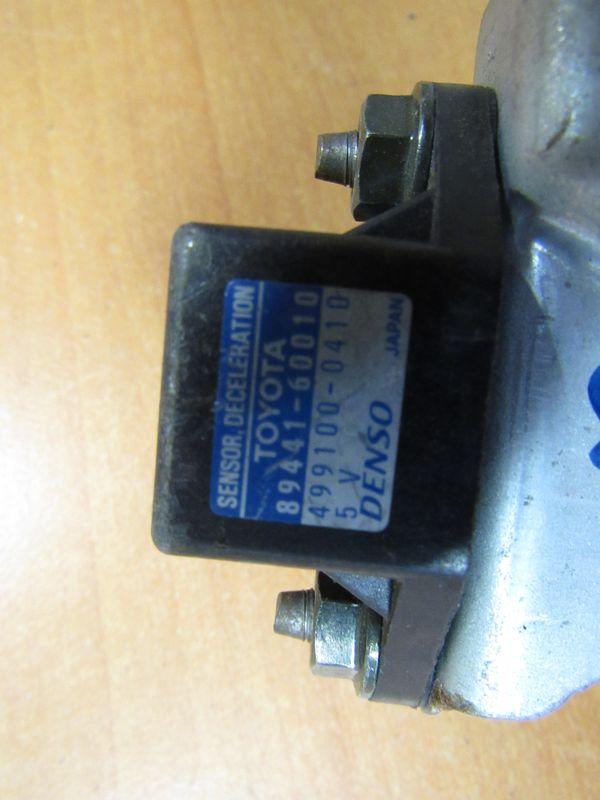 SENSOR, DECELERATION
TOYOTA
89441-60010
499100-0410
5 V
DENSO JAPAN